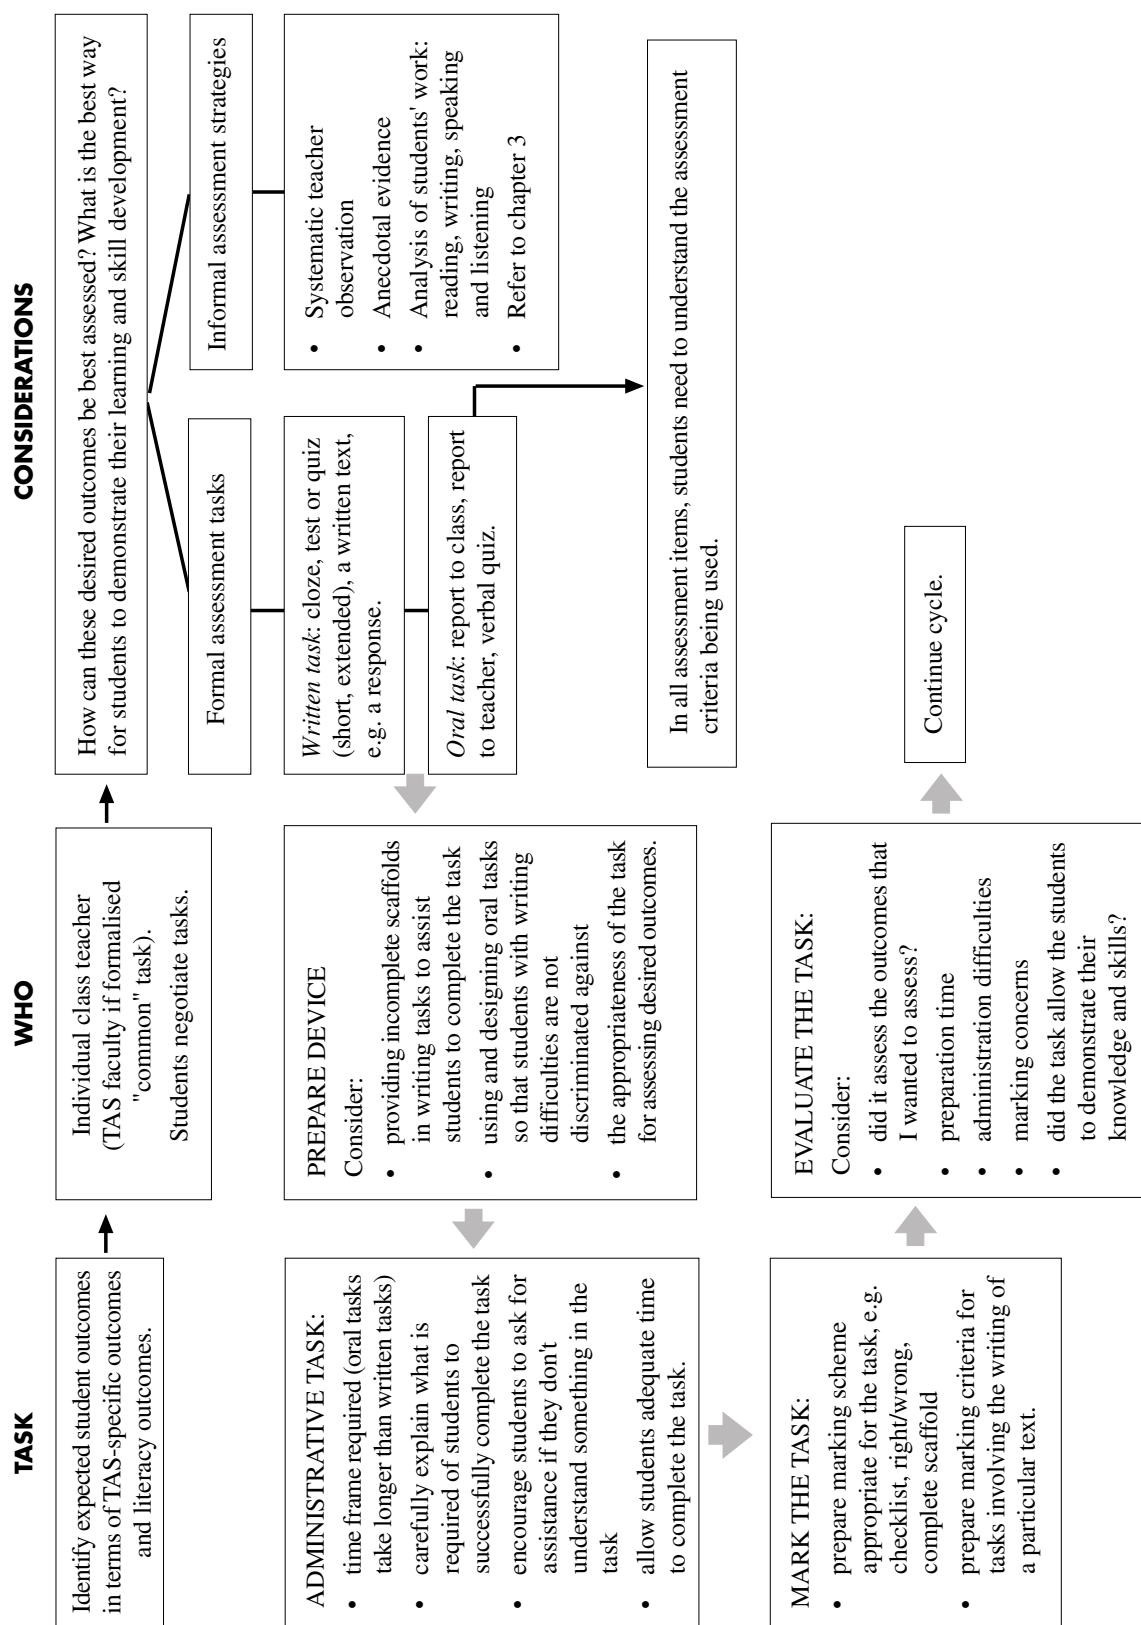 TASK
WHO
CONSIDERATIONS
Identify expected student outcomes
in terms of TAS-specific outcomes
and literacy outcomes.
Individual class teacher
(TAS faculty if formalised
"common" task).
Students negotiate tasks.
How can these desired outcomes be best assessed? What is the best way
for students to demonstrate their learning and skill development?
Formal assessment tasks
Informal assessment strategies
Written task: cloze, test or quiz
(short, extended), a written text,
e.g. a response.
Oral task: report to class, report
to teacher, verbal quiz.
• Systematic teacher
observation
• Anecdotal evidence
• Analysis of students' work:
reading, writing, speaking
and listening
• Refer to chapter 3
In all assessment items, students need to understand the assessment
criteria being used.
PREPARE DEVICE
Consider:
• providing incomplete scaffolds
in writing tasks to assist
students to complete the task
• using and designing oral tasks
so that students with writing
difficulties are not
discriminated against
• the appropriateness of the task
for assessing desired outcomes.
ADMINISTRATIVE TASK:
• time frame required (oral tasks
take longer than written tasks)
• carefully explain what is
required of students to
successfully complete the task
• encourage students to ask for
assistance if they don't
understand something in the
task
• allow students adequate time
to complete the task.
MARK THE TASK:
• prepare marking scheme
appropriate for the task, e.g.
checklist, right/wrong,
complete scaffold
• prepare marking criteria for
tasks involving the writing of
a particular text.
EVALUATE THE TASK:
Consider:
• did it assess the outcomes that
I wanted to assess?
• preparation time
• administration difficulties
• marking concerns
• did the task allow the students
to demonstrate their
knowledge and skills?
Continue cycle.